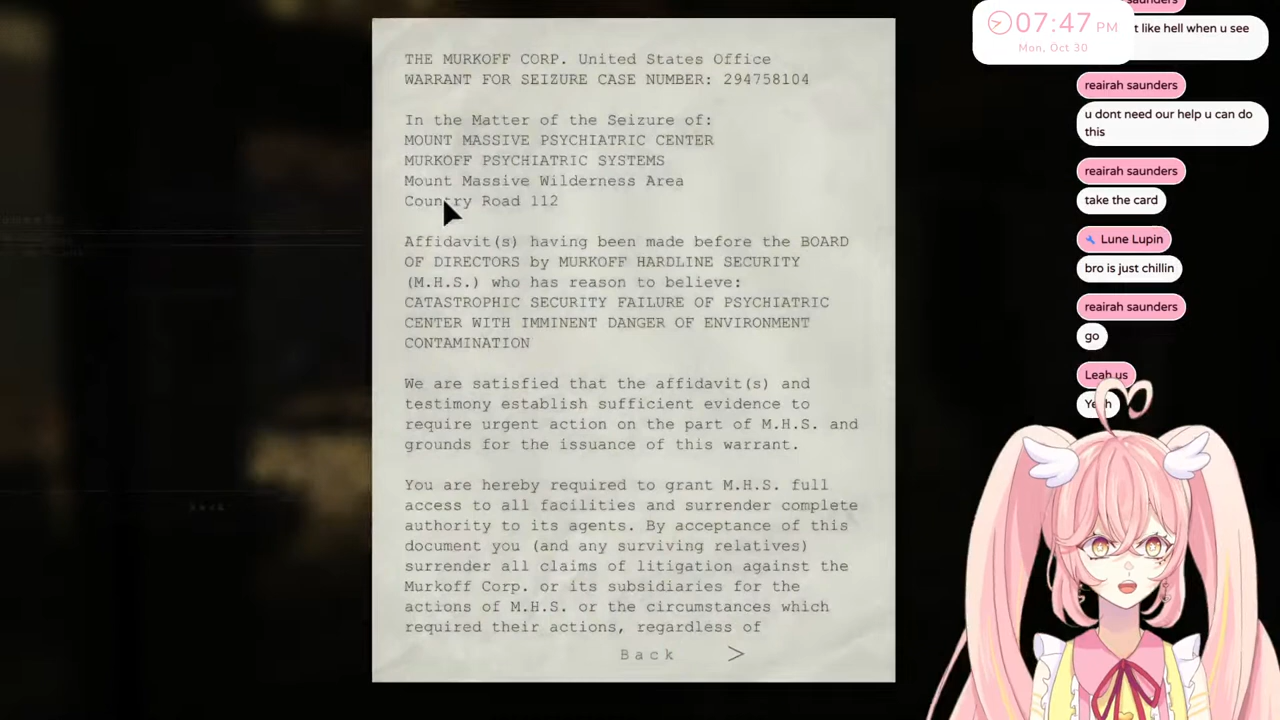 THE MURKOFF CORP. United States Office
WARRANT FOR SEIZURE CASE NUMBER: 294758104
In the Matter of the Seizure of:
MOUNT MASSIVE PSYCHIATRIC CENTER
MURKOFF PSYCHIATRIC SYSTEMS
Mount Massive Wilderness Area
Country Road 112
Affidavit(s) having been made before the BOARD
OF DIRECTORS by MURKOFF HARDLINE SECURITY
(M.H.S.) who has reason to believe:
CATASTROPHIC SECURITY FAILURE OF PSYCHIATRIC
CENTER WITH IMMINENT DANGER OF ENVIRONMENT
CONTAMINATION
We are satisfied that the affidavit(s) and
testimony establish sufficient evidence to
require urgent action on the part of M.H.S. and
grounds for the issuance of this warrant.
You are hereby required to grant M.H.S. full
access to all facilities and surrender complete
authority to its agents. By acceptance of this
document you (and any surviving relatives)
surrender all claims of litigation against the
Murkoff Corp. or its subsidiaries for the
actions of M.H.S. or the circumstances which
required their actions, regardless of
Back >
07:47 PM
Mon, Oct 30
saunders
t like hell when u see
reairah saunders
u dont need our help u can do
this
reairah saunders
take the card
Lune Lupin
bro is just chillin
reairah saunders
go
Leah us
Yeah